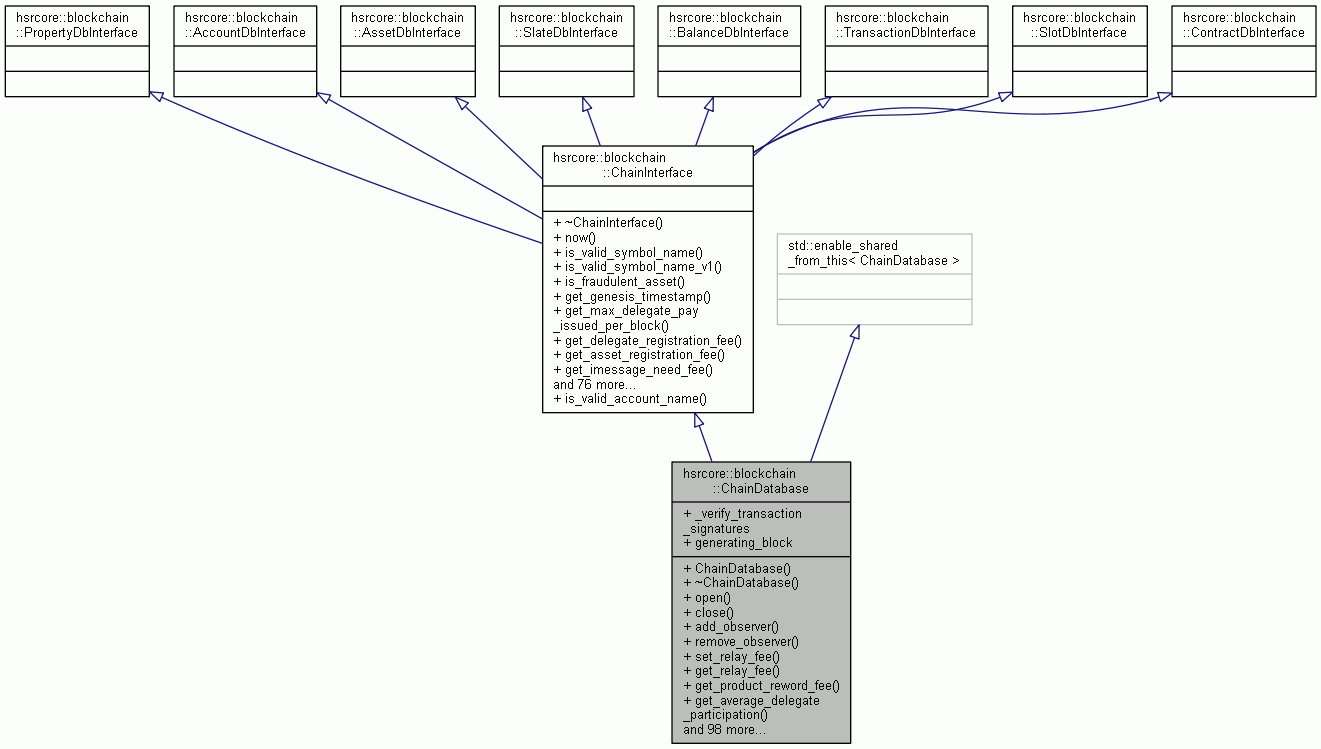 hsrcore::blockchain
::PropertyDbInterface
hsrcore::blockchain
::AccountDbInterface
hsrcore::blockchain
::AssetDbInterface
hsrcore::blockchain
::SlateDbInterface
hsrcore::blockchain
::BalanceDbInterface
hsrcore::blockchain
::TransactionDbInterface
hsrcore::blockchain
::SlotDbInterface
hsrcore::blockchain
::ContractDbInterface
hsrcore::blockchain
::ChainInterface
+ ~ChainInterface()
+ now()
+ is_valid_symbol_name()
+ is_valid_symbol_name_v1()
+ is_fraudulent_asset()
+ get_genesis_timestamp()
+ get_max_delegate_pay
_issued_per_block()
+ get_delegate_registration_fee()
+ get_asset_registration_fee()
+ get_imessage_need_fee()
and 76 more...
+ is_valid_account_name()
std::enable_shared
_from_this< ChainDatabase >
hsrcore::blockchain
::ChainDatabase
+ _verify_transaction
_signatures
+ generating_block
+ ChainDatabase()
+ ~ChainDatabase()
+ open()
+ close()
+ add_observer()
+ remove_observer()
+ set_relay_fee()
+ get_relay_fee()
+ get_product_reword_fee()
+ get_average_delegate
_participation()
and 98 more...